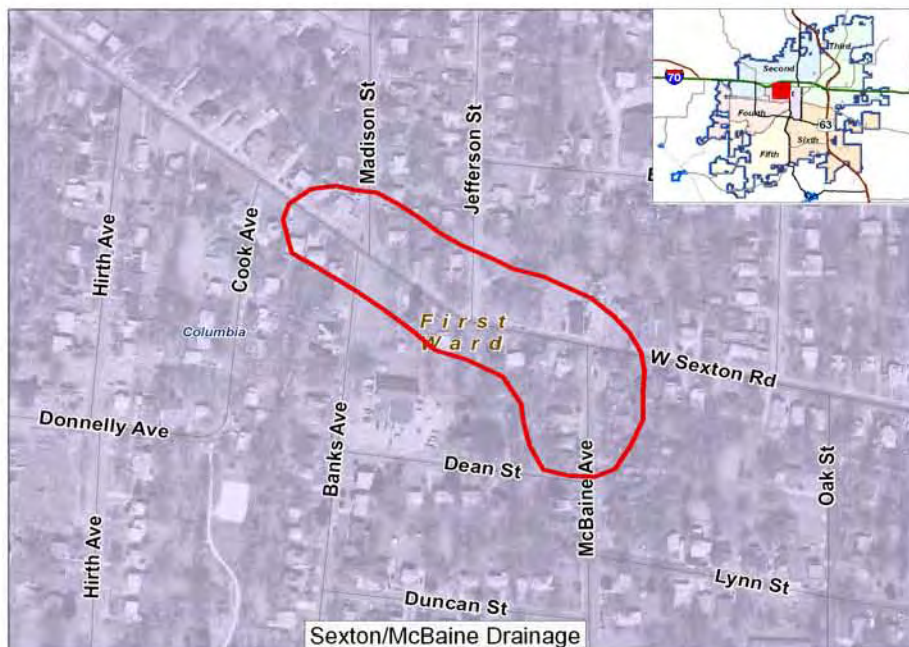 Third
Second
70
t
Fourth
63
Fifth
Sixth
Madison St
Jefferson St
Hirth Ave
Cook Ave
Columbia
First
Ward
W Sexton Rd
Donnelly Ave
Banks Ave
Dean St
McBaine Ave
Oak St
Hirth Ave
Lynn St
Duncan St
Sexton/McBaine Drainage